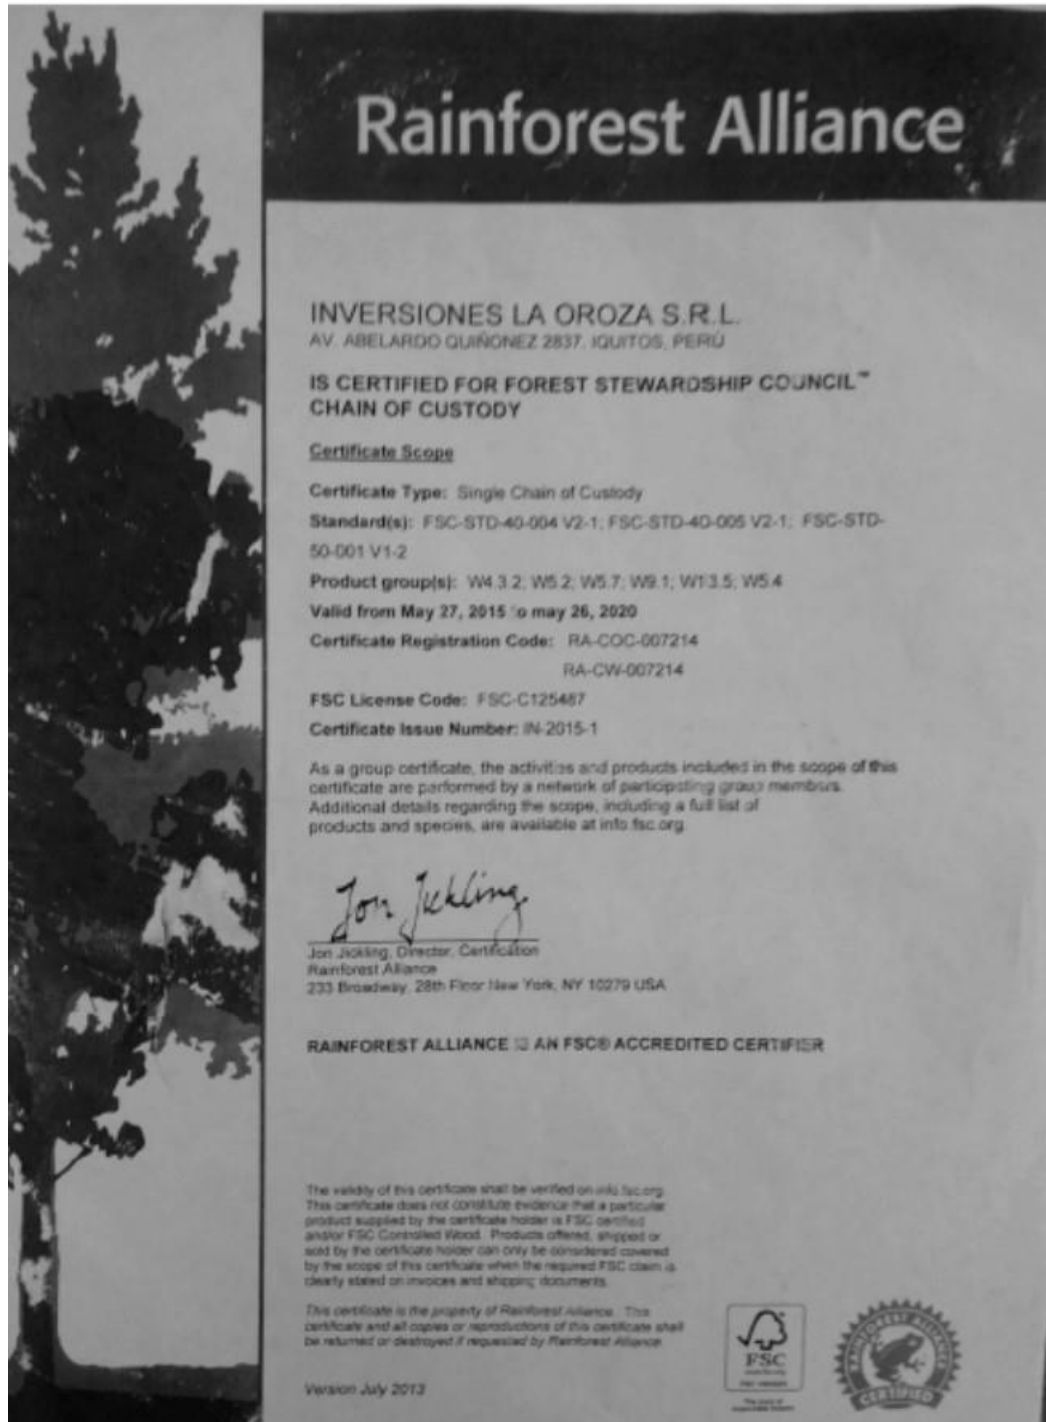 Rainforest Alliance
INVERSIONES LA OROZA S.R.L.
AV. ABELARDO QUIÑONEZ 2837. IQUITOS, PERÚ
IS CERTIFIED FOR FOREST STEWARDSHIP COUNCIL™
CHAIN OF CUSTODY
Certificate Scope
Certificate Type: Single Chain of Custody
Standard(s): FSC-STD-40-004 V2-1; FSC-STD-40-005 V2-1; FSC-STD-
50-001 V1-2
Product group(s): W4.3.2; W5.2; W5.7; W9.1; W13.5; W5.4
Valid from May 27, 2015 to may 26, 2020
Certificate Registration Code: RA-COC-007214
RA-CW-007214
FSC License Code: FSC-C125487
Certificate Issue Number: IN-2015-1
As a group certificate, the activities and products included in the scope of this
certificate are performed by a network of participating group members.
Additional details regarding the scope, including a full list of
products and species, are available at info.fsc.org
Jon Jickling
Jon Jickling, Director, Certification
Rainforest Alliance
233 Broadway, 28th Floor New York, NY 10279 USA
RAINFOREST ALLIANCE IS AN FSC® ACCREDITED CERTIFIER
The validity of this certificate shall be verified on info.fsc.org.
This certificate does not constitute evidence that a particular
product supplied by the certificate holder is FSC certified
and/or FSC Controlled Wood. Products offered, shipped or
sold by the certificate holder can only be considered covered
by the scope of this certificate when the required FSC claim is
clearly stated on invoices and shipping documents.
This certificate is the property of Rainforest Alliance. This
certificate and all copies or reproductions of this certificate shall
be returned or destroyed if requested by Rainforest Alliance.
FSC
CERTIFIED
Version July 2013